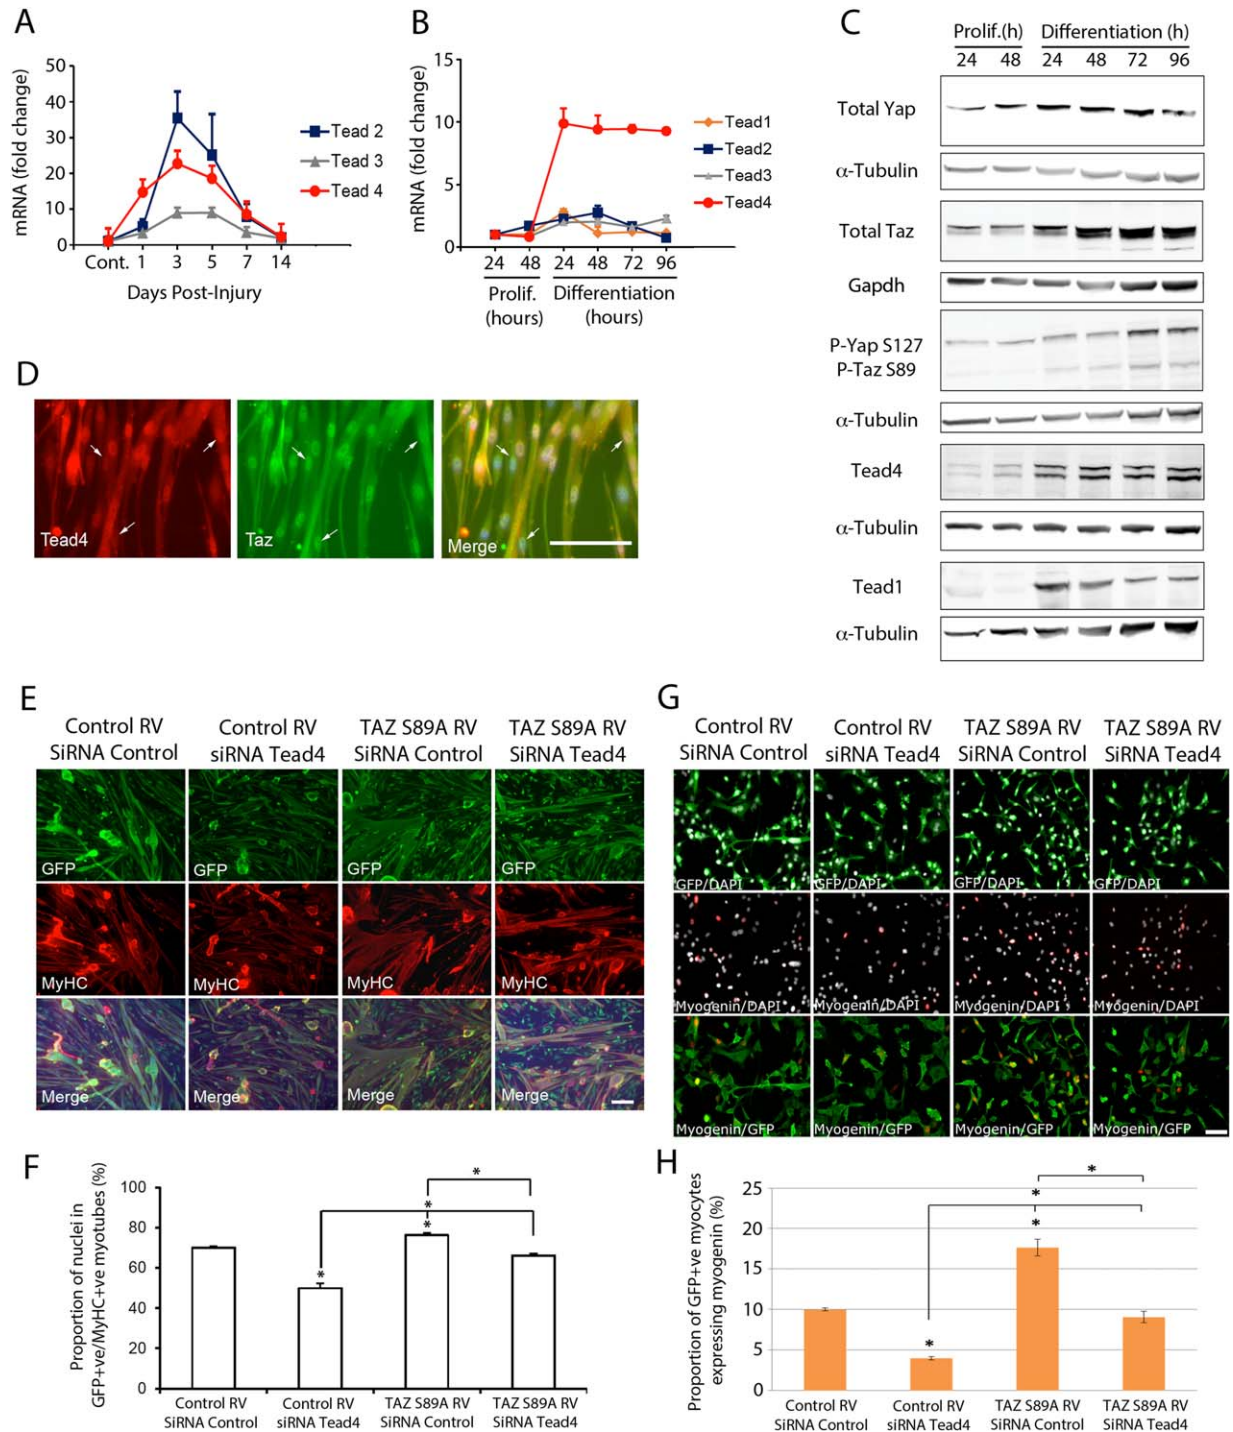 A
mRNA (fold change)
50
40
30
20
10
0
Cont. 1 3 5 7 14
Days Post-Injury
Tead 2
Tead 3
Tead 4
B
mRNA (fold change)
15
10
5
0
24 48 24 48 72 96
Prolif. Differentiation
(hours) (hours)
Tead1
Tead2
Tead3
Tead4
C
Prolif.(h) Differentiation (h)
24 48 24 48 72 96
Total Yap
α-Tubulin
Total Taz
Gapdh
P-Yap S127
P-Taz S89
α-Tubulin
Tead4
α-Tubulin
Tead1
α-Tubulin
D
Tead4 Taz Merge
E
Control RV Control RV TAZ S89A RV TAZ S89A RV
SiRNA Control siRNA Tead4 SiRNA Control SiRNA Tead4
GFP GFP GFP GFP
MyHC MyHC MyHC MyHC
Merge Merge Merge Merge
F
Proportion of nuclei in
GFP+ve/MyHC+ve myotubes (%)
100
80
60
40
20
0
* * * *
Control RV Control RV TAZ S89A RV TAZ S89A RV
SiRNA Control siRNA Tead4 SiRNA Control SiRNA Tead4
G
Control RV Control RV TAZ S89A RV TAZ S89A RV
SiRNA Control siRNA Tead4 SiRNA Control SiRNA Tead4
GFP/DAPI GFP/DAPI GFP/DAPI GFP/DAPI
Myogenin/DAPI Myogenin/DAPI Myogenin/DAPI Myogenin/DAPI
Myogenin/GFP Myogenin/GFP Myogenin/GFP Myogenin/GFP
H
Proportion of GFP+ve myocytes
expressing myogenin (%)
25
20
15
10
5
0
* * * *
Control RV Control RV TAZ S89A RV TAZ S89A RV
SiRNA Control siRNA Tead4 SiRNA Control SiRNA Tead4